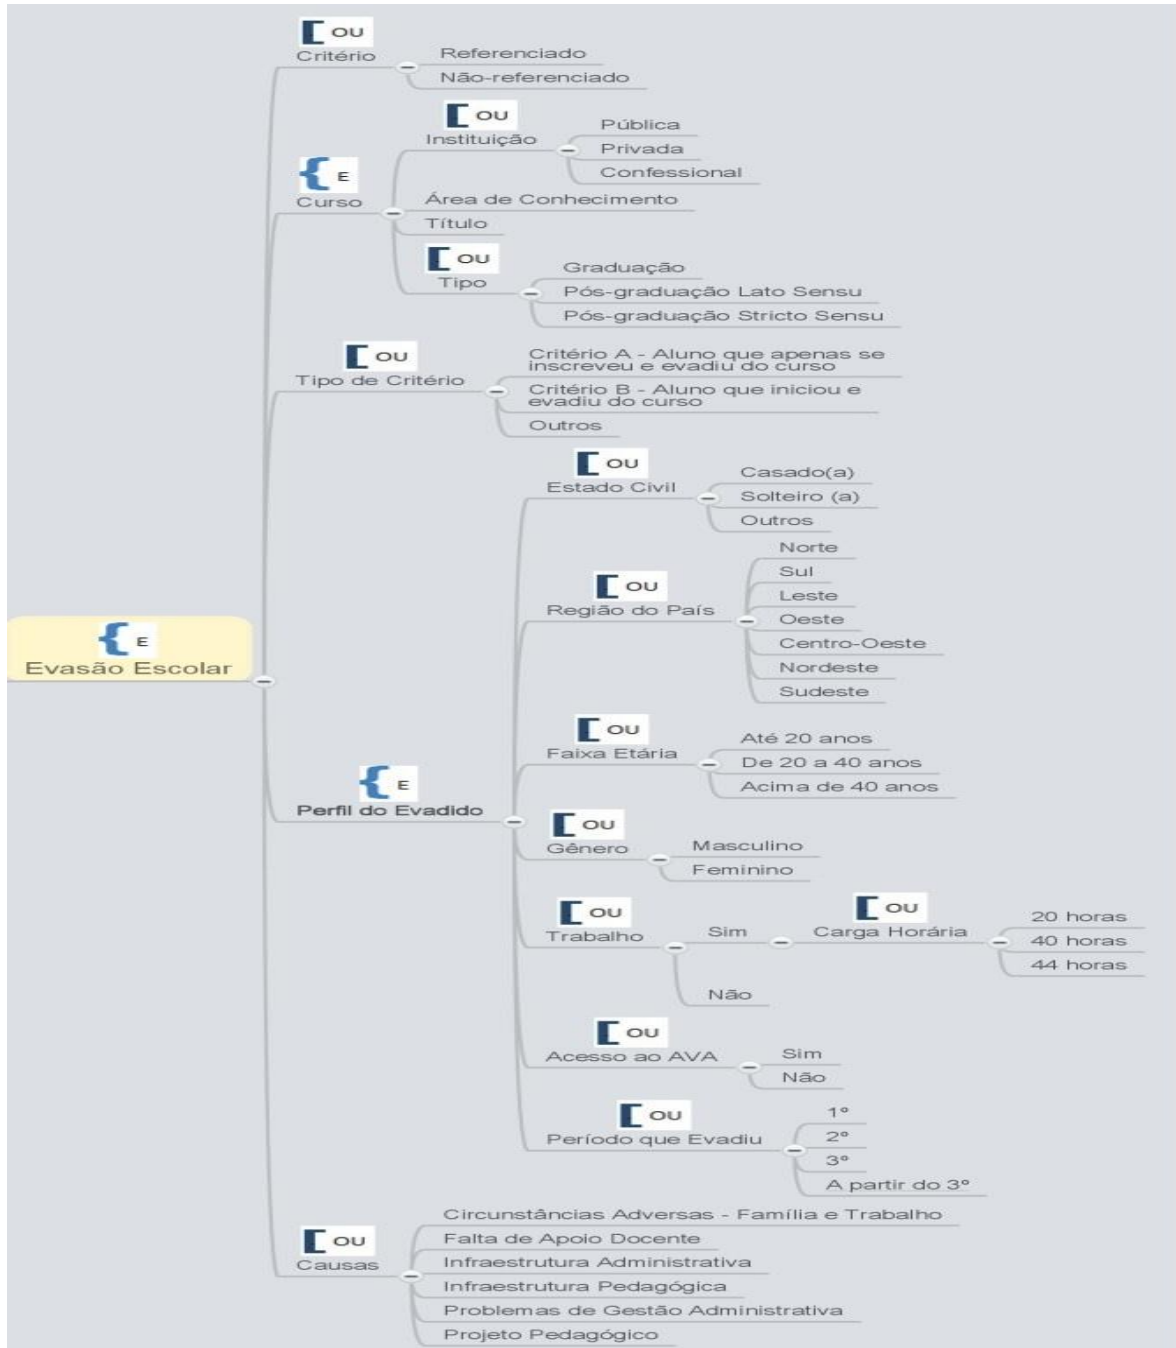 OU
Critério
Referenciado
Não-referenciado
E
Curso
OU
Instituição
Pública
Privada
Confessional
Área de Conhecimento
Título
OU
Tipo
Graduação
Pós-graduação Lato Sensu
Pós-graduação Stricto Sensu
OU
Tipo de Critério
Critério A - Aluno que apenas se
inscreveu e evadiu do curso
Critério B - Aluno que iniciou e
evadiu do curso
Outros
E
Evasão Escolar
E
Perfil do Evadido
OU
Estado Civil
Casado(a)
Solteiro (a)
Outros
OU
Região do País
Norte
Sul
Leste
Oeste
Centro-Oeste
Nordeste
Sudeste
OU
Faixa Etária
Até 20 anos
De 20 a 40 anos
Acima de 40 anos
OU
Gênero
Masculino
Feminino
OU
Trabalho
Sim
OU
Carga Horária
20 horas
40 horas
44 horas
Não
OU
Acesso ao AVA
Sim
Não
OU
Período que Evadiu
1º
2º
3º
A partir do 3º
OU
Causas
Circunstâncias Adversas - Família e Trabalho
Falta de Apoio Docente
Infraestrutura Administrativa
Infraestrutura Pedagógica
Problemas de Gestão Administrativa
Projeto Pedagógico